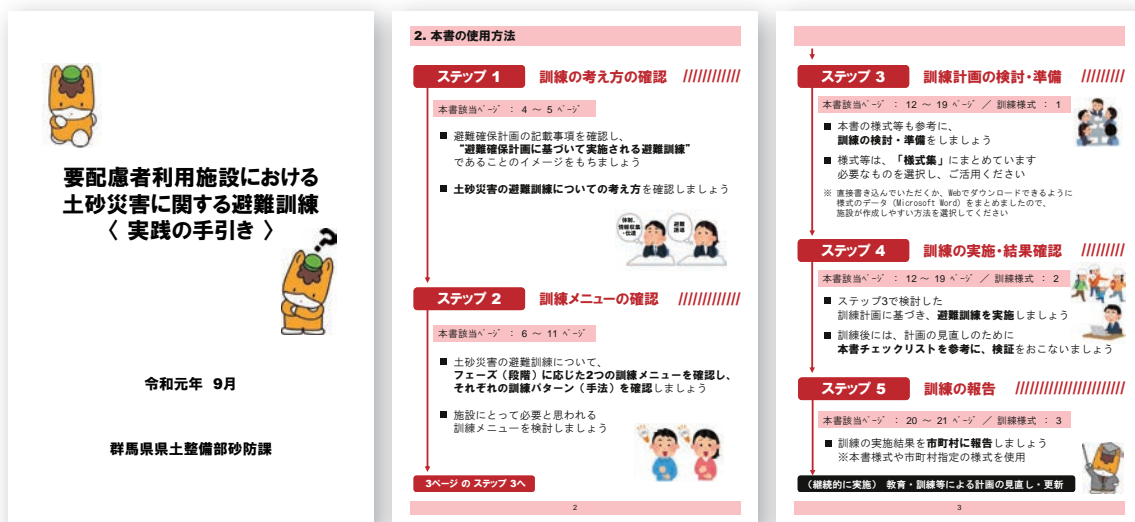 要配慮者利用施設における
土砂災害に関する避難訓練
〈 実践の手引き 〉
令和元年 9月
群馬県県土整備部砂防課
2. 本書の使用方法
ステップ 1 訓練の考え方の確認
本書該当ページ : 4 ~ 5 ページ
■ 避難確保計画の記載事項を確認し、
"避難確保計画に基づいて実施される避難訓練"
であることのイメージをもちましょう
■ 土砂災害の避難訓練についての考え方を確認しましょう
体制、
情報収集
・伝達
避難
誘導
ステップ 2 訓練メニューの確認
本書該当ページ : 6 ~ 11 ページ
■ 土砂災害の避難訓練について、
フェーズ(段階)に応じた2つの訓練メニューを確認し、
それぞれの訓練パターン(手法)を確認しましょう
■ 施設にとって必要と思われる
訓練メニューを検討しましょう
3ページ の ステップ 3へ
2
ステップ 3 訓練計画の検討・準備
本書該当ページ : 12 ~ 19 ページ / 訓練様式 : 1
■ 本書の様式等も参考に、
訓練の検討・準備をしましょう
■ 様式等は、「様式集」にまとめています
必要なものを選択し、ご活用ください
※ 直接書き込んでいただくか、Webでダウンロードできるように
様式のデータ(Microsoft Word)をまとめましたので、
施設が作成しやすい方法を選択してください
ステップ 4 訓練の実施・結果確認
本書該当ページ : 12 ~ 19 ページ / 訓練様式 : 2
■ ステップ3で検討した
訓練計画に基づき、避難訓練を実施しましょう
■ 訓練後には、計画の見直しのために
本書チェックリストを参考に、検証をおこないましょう
ステップ 5 訓練の報告
本書該当ページ : 20 ~ 21 ページ / 訓練様式 : 3
■ 訓練の実施結果を市町村に報告しましょう
※本書様式や市町村指定の様式を使用
(継続的に実施) 教育・訓練等による計画の見直し・更新
3